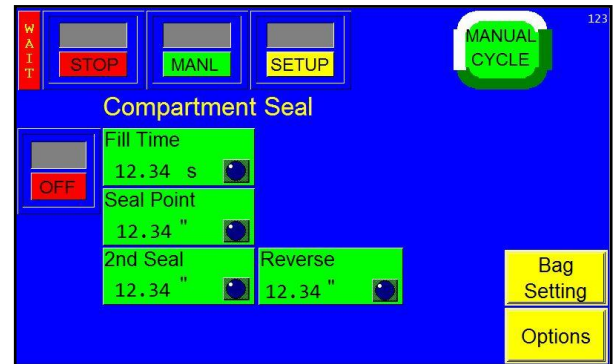 WAIT
STOP
MANL
SETUP
MANUAL
CYCLE
123
Compartment Seal
OFF
Fill Time
12.34 s
Seal Point
12.34 "
2nd Seal
12.34 "
Reverse
12.34 "
Bag
Setting
Options